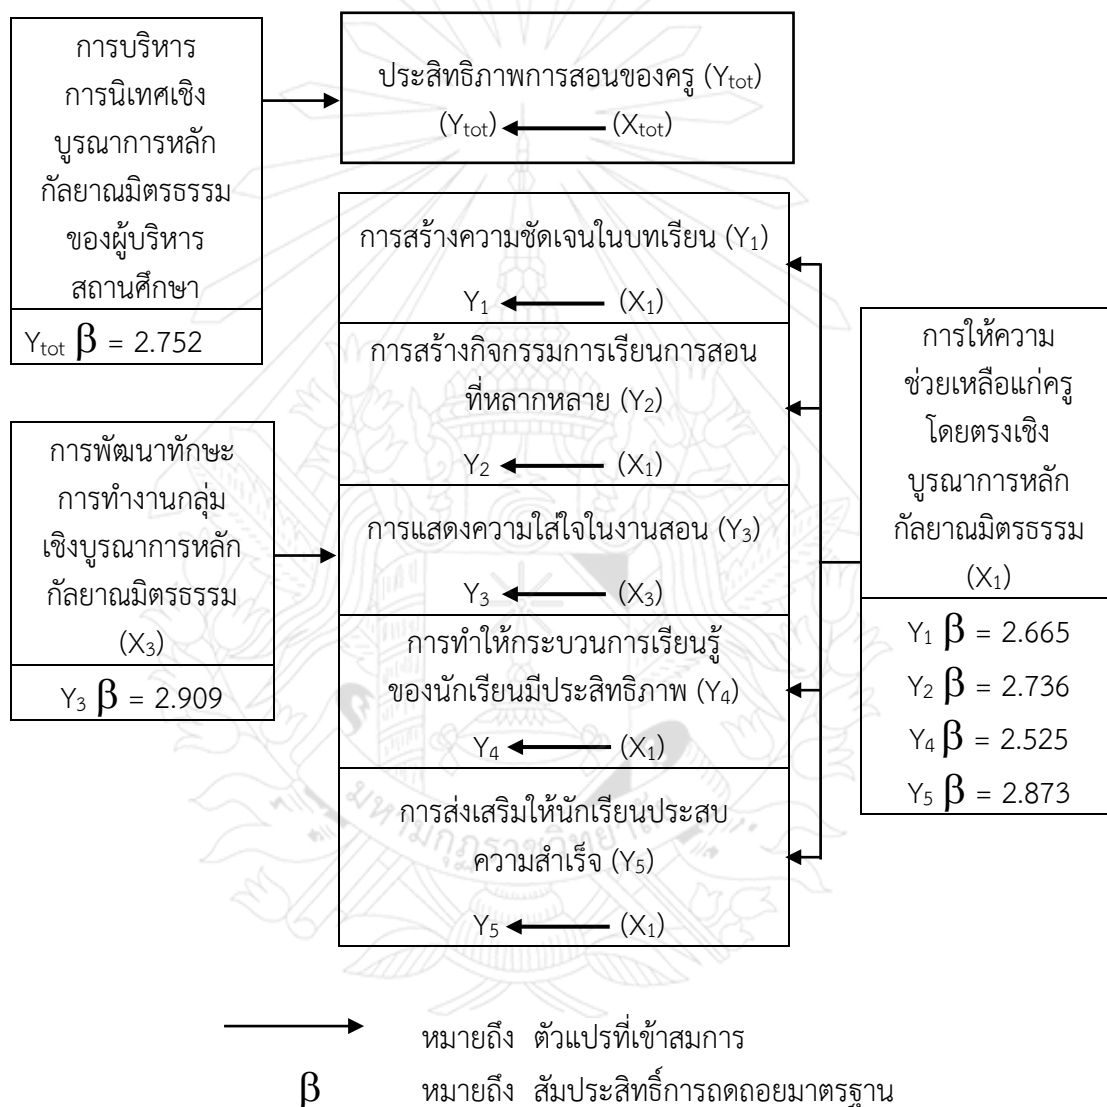 การบริหาร
การนิเทศเชิง
บูรณาการหลัก
กัลยาณมิตรธรรม
ของผู้บริหาร
สถานศึกษา
Ytot β = 2.752
ประสิทธิภาพการสอนของครู (Ytot)
(Ytot) (Xtot)
การพัฒนาทักษะ
การทำงานกลุ่ม
เชิงบูรณาการหลัก
กัลยาณมิตรธรรม
(X3)
Y3 β = 2.909
การสร้างความชัดเจนในบทเรียน (Y1)
Y1 (X1)
การสร้างกิจกรรมการเรียนการสอน
ที่หลากหลาย (Y2)
Y2 (X1)
การแสดงความใส่ใจในงานสอน (Y3)
Y3 (X3)
การทำให้กระบวนการเรียนรู้
ของนักเรียนมีประสิทธิภาพ (Y4)
Y4 (X1)
การส่งเสริมให้นักเรียนประสบ
ความสำเร็จ (Y5)
Y5 (X1)
การให้ความ
ช่วยเหลือแก่ครู
โดยตรงเชิง
บูรณาการหลัก
กัลยาณมิตรธรรม
(X1)
Y1 β = 2.665
Y2 β = 2.736
Y4 β = 2.525
Y5 β = 2.873
มหามกุฏราชวิทยาลัย
หมายถึง ตัวแปรที่เข้าสมการ
β หมายถึง สัมประสิทธิ์การถดถอยมาตรฐาน